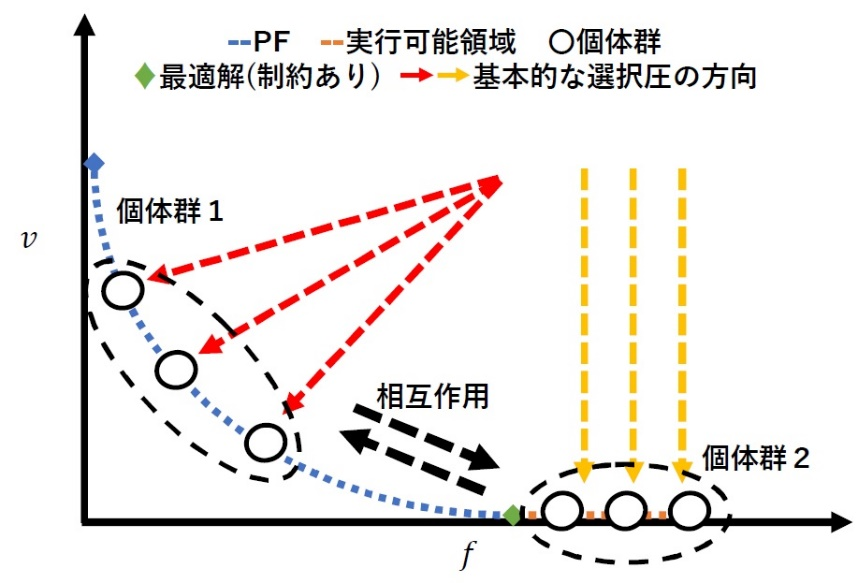 PF 実行可能領域 個体群
最適解(制約あり) 基本的な選択圧の方向
個体群1
v
相互作用
個体群2
f